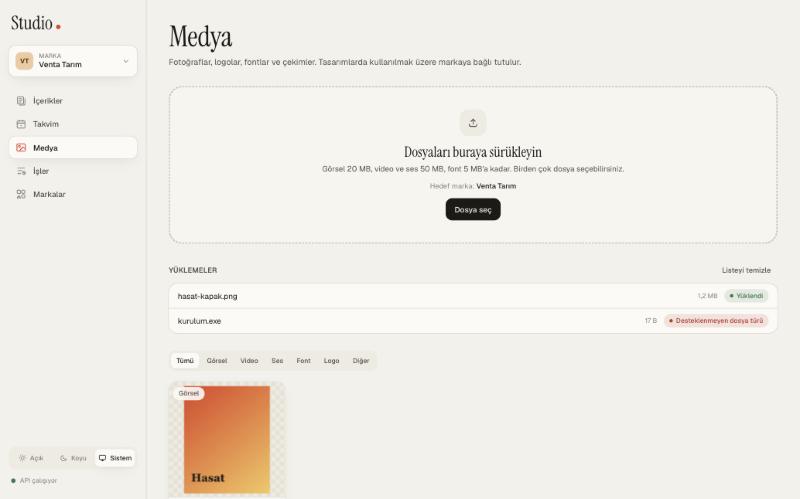 Studio
VT
MARKA
Venta Tarım
İçerikler
Takvim
Medya
İşler
Markalar
Açık
Koyu
Sistem
API çalışıyor
Medya
Fotoğraflar, logolar, fontlar ve çekimler. Tasarımlarda kullanılmak üzere markaya bağlı tutulur.
Dosyaları buraya sürükleyin
Görsel 20 MB, video ve ses 50 MB, font 5 MB'a kadar. Birden çok dosya seçebilirsiniz.
Hedef marka: Venta Tarım
Dosya seç
YÜKLEMELER
Listeyi temizle
hasat-kapak.png
1,2 MB
Yüklendi
kurulum.exe
17 B
Desteklenmeyen dosya türü
Tümü
Görsel
Video
Ses
Font
Logo
Diğer
Görsel
Hasat